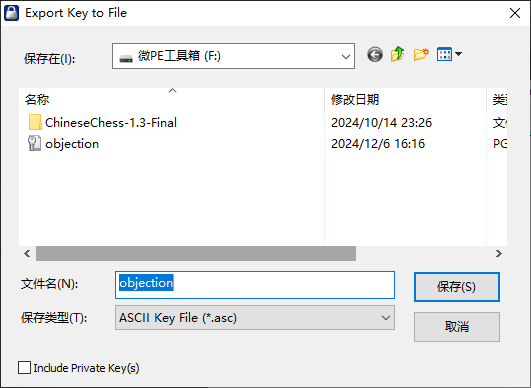 Export Key to File
保存在(I):
微PE工具箱 (F:)
名称
修改日期
类
ChineseChess-1.3-Final
2024/10/14 23:26
文
objection
2024/12/6 16:16
PG
文件名(N):
objection
保存(S)
保存类型(T):
ASCII Key File (*.asc)
取消
Include Private Key(s)